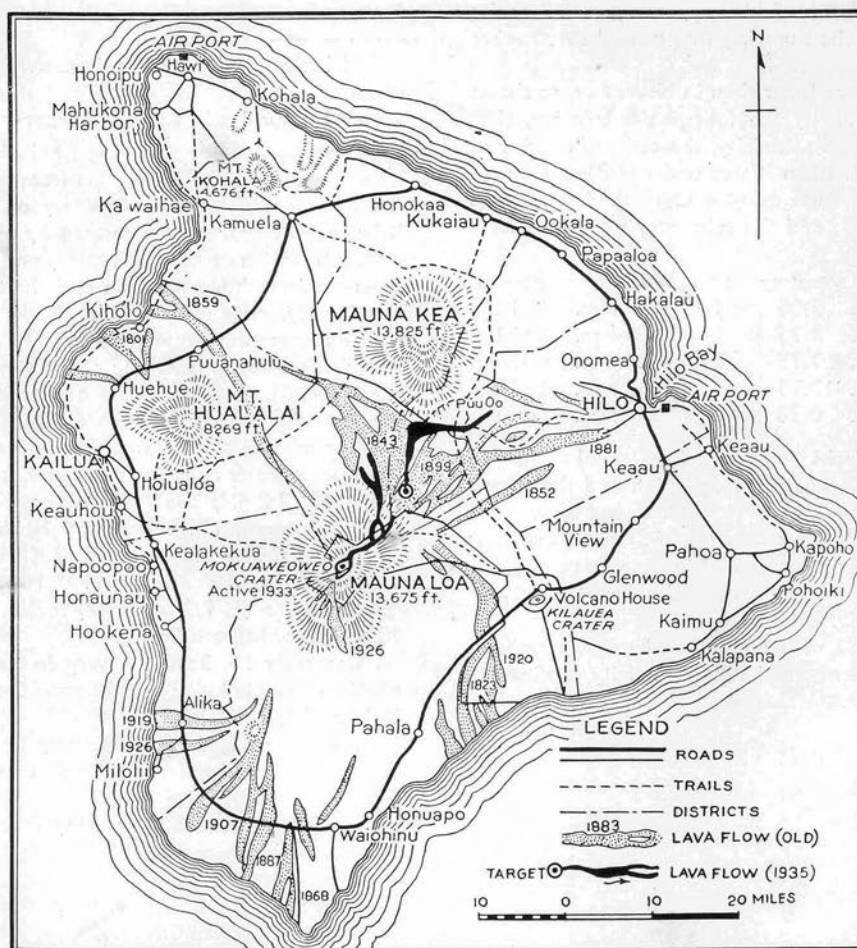 N
AIR PORT
Hawi
Honoipu
Mahukona
Harbor
Kohala
MT.
KOHALA
4,676 ft.
Kawaihae
Kamuela
Honokaa
Kukaiau
Ookala
Papaaloa
Hakalau
Kiholo
1859
MAUNA KEA
13,825 ft.
Onomea
Hilo Bay
Puuanahulu
Huehue
MT.
HUALALAI
8269 ft.
Puu Oo
HILO
AIR PORT
1843
1881
Keaau
KAILUA
Holualoa
1899
Keaau
1852
Keauhou
Mountain
View
Kealakekua
Pahoa
Kapoho
Napoopoo
MOKUAWEOWEO
CRATER
Active 1933
MAUNA LOA
13,675 ft.
Glenwood
Volcano House
Pohoiki
Honaunau
KILAUEA
CRATER
Kaimu
Hookena
1926
1920
Kalapana
1823
Alika
1919
1926
Pahala
Milolii
1907
Honuapo
Waiohinu
1887
1868
LEGEND
ROADS
TRAILS
DISTRICTS
1883
LAVA FLOW (OLD)
TARGET
LAVA FLOW (1935)
10 0 10 20 MILES